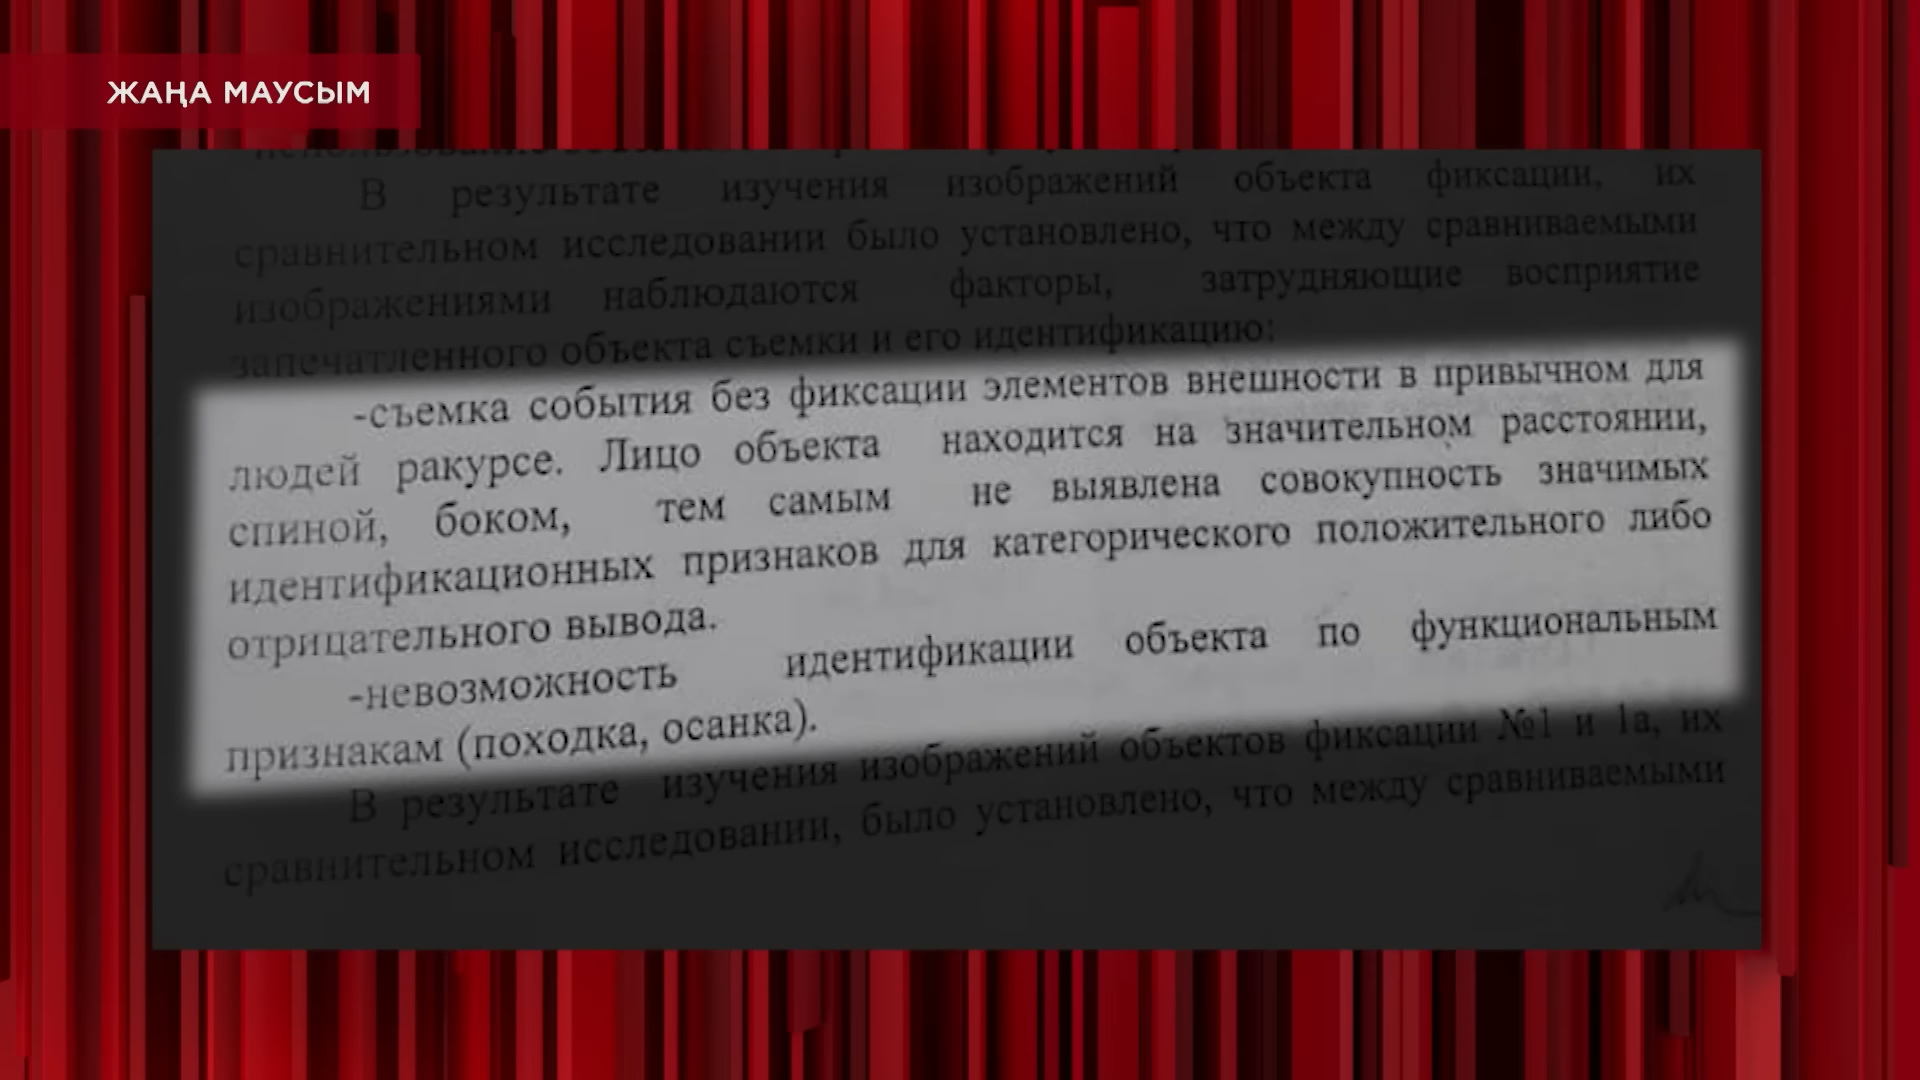 ЖАҢА МАУСЫМ
В результате изучения изображений объекта фиксации, их
сравнительном исследовании было установлено, что между сравниваемыми
изображениями наблюдаются факторы, затрудняющие восприятие
запечатленного объекта съемки и его идентификацию:
-съемка события без фиксации элементов внешности в привычном для
людей ракурсе. Лицо объекта находится на значительном расстоянии,
спиной, боком, тем самым не выявлена совокупность значимых
идентификационных признаков для категорического положительного либо
отрицательного вывода.
-невозможность идентификации объекта по функциональным
признакам (походка, осанка).
В результате изучения изображений объектов фиксации №1 и 1а, их
сравнительном исследовании, было установлено, что между сравниваемыми